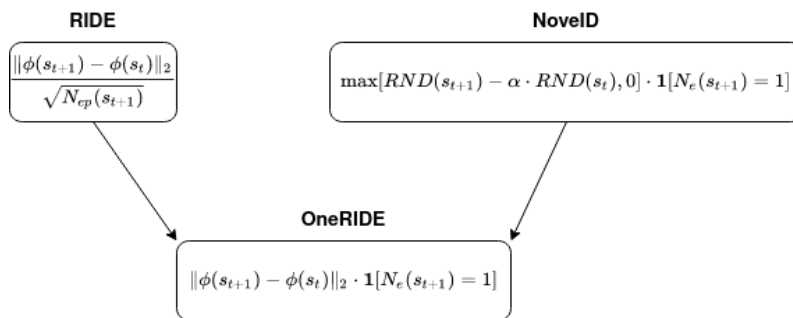 RIDE
‖ϕ(s_{t+1}) − ϕ(s_t)‖_2
√N_{ep}(s_{t+1})
NoveID
max[RND(s_{t+1}) − α · RND(s_t), 0] · 1[N_e(s_{t+1}) = 1]
OneRIDE
‖ϕ(s_{t+1}) − ϕ(s_t)‖_2 · 1[N_e(s_{t+1}) = 1]